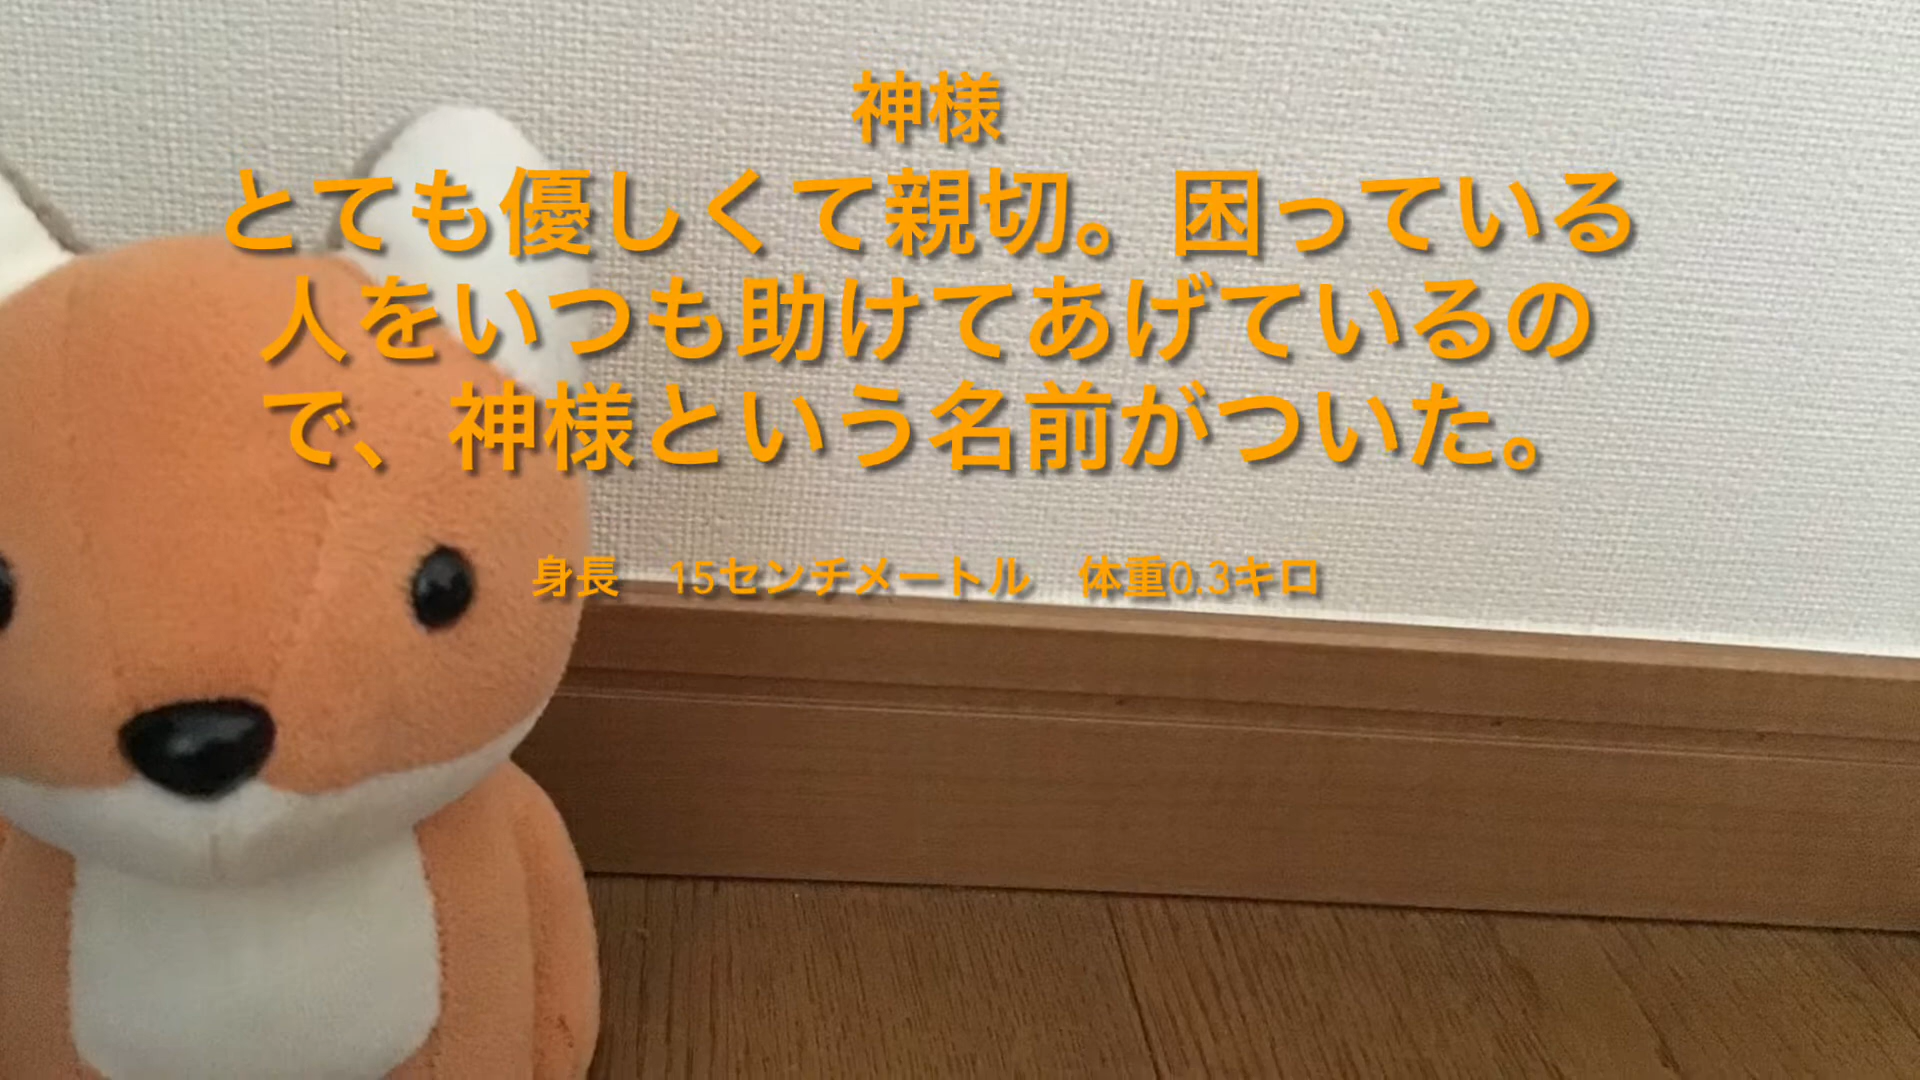 神様
とても優しくて親切。困っている
人をいつも助けてあげているの
で、神様という名前がついた。
身長　15センチメートル　体重0.3キロ